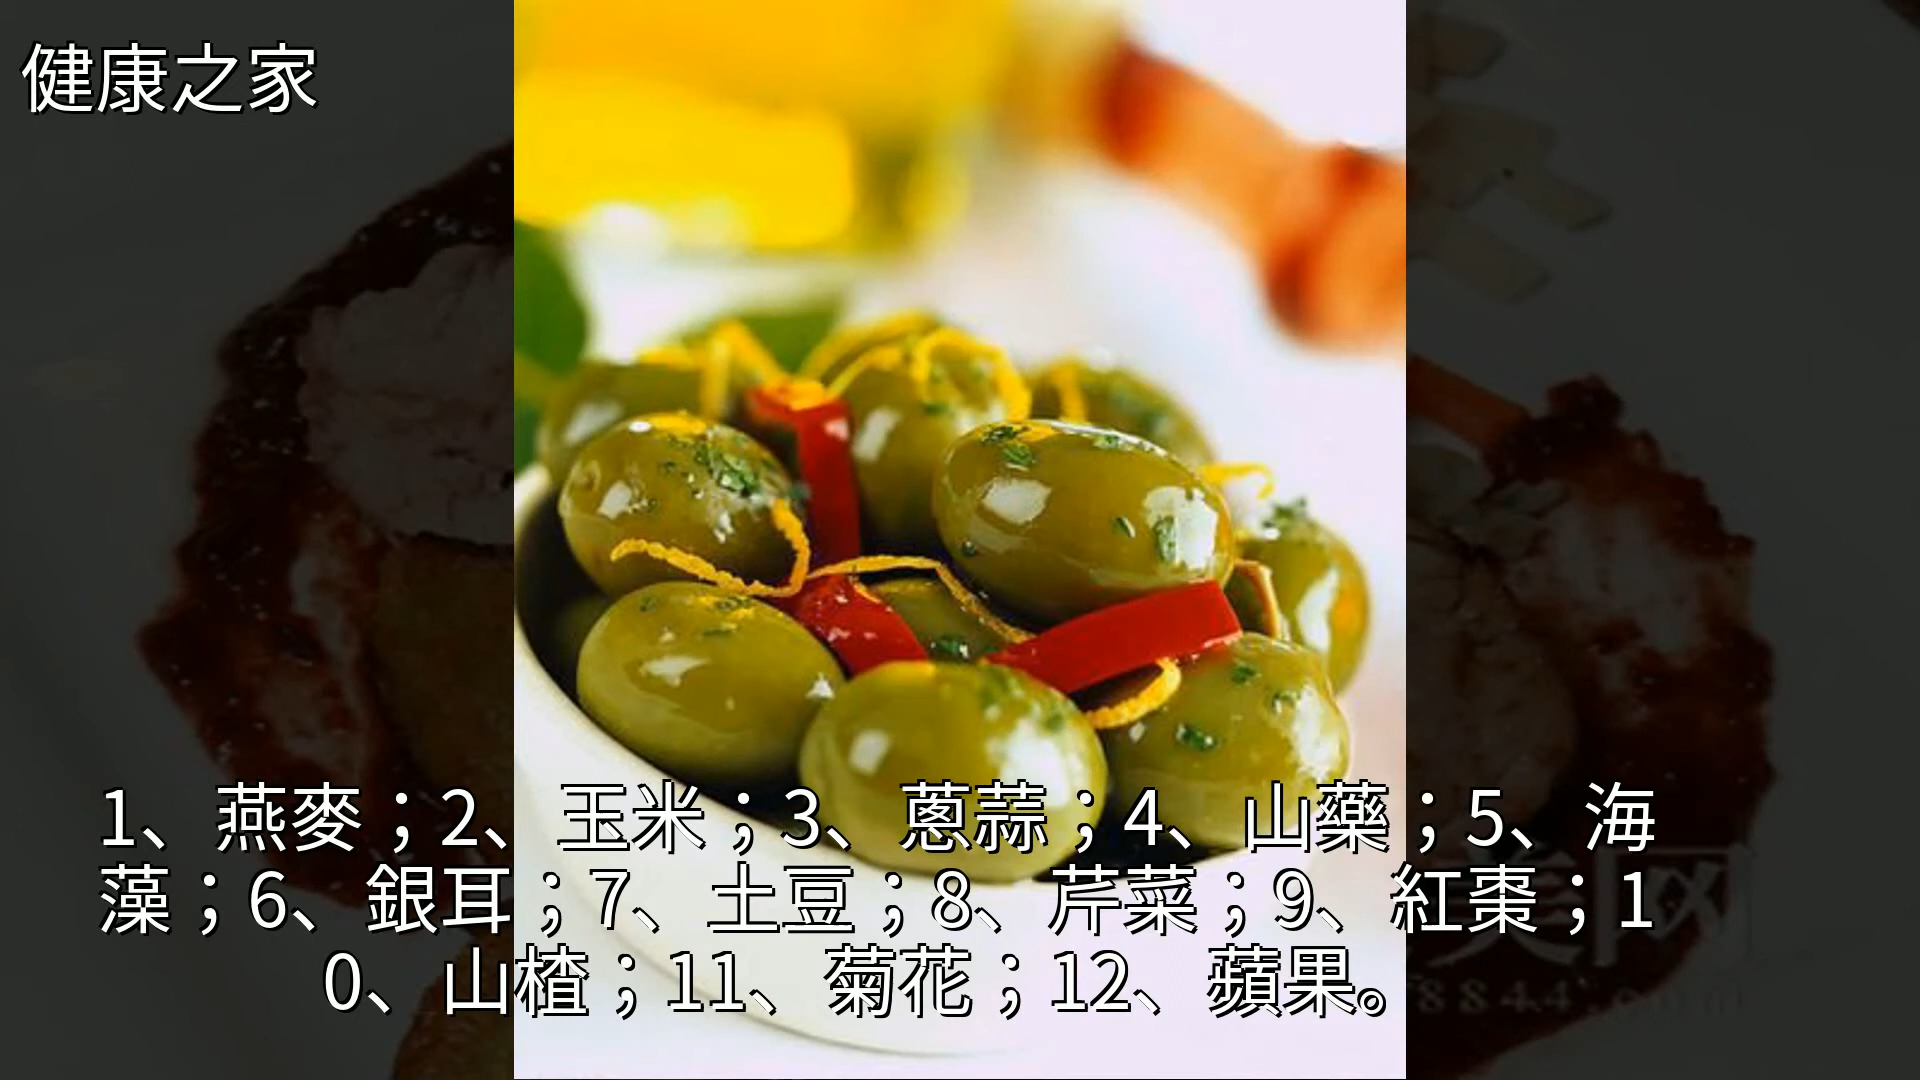 健康之家
1、燕麥；2、玉米；3、蔥蒜；4、山藥；5、海
藻；6、銀耳；7、土豆；8、芹菜；9、紅棗；1
0、山楂；11、菊花；12、蘋果。
美网